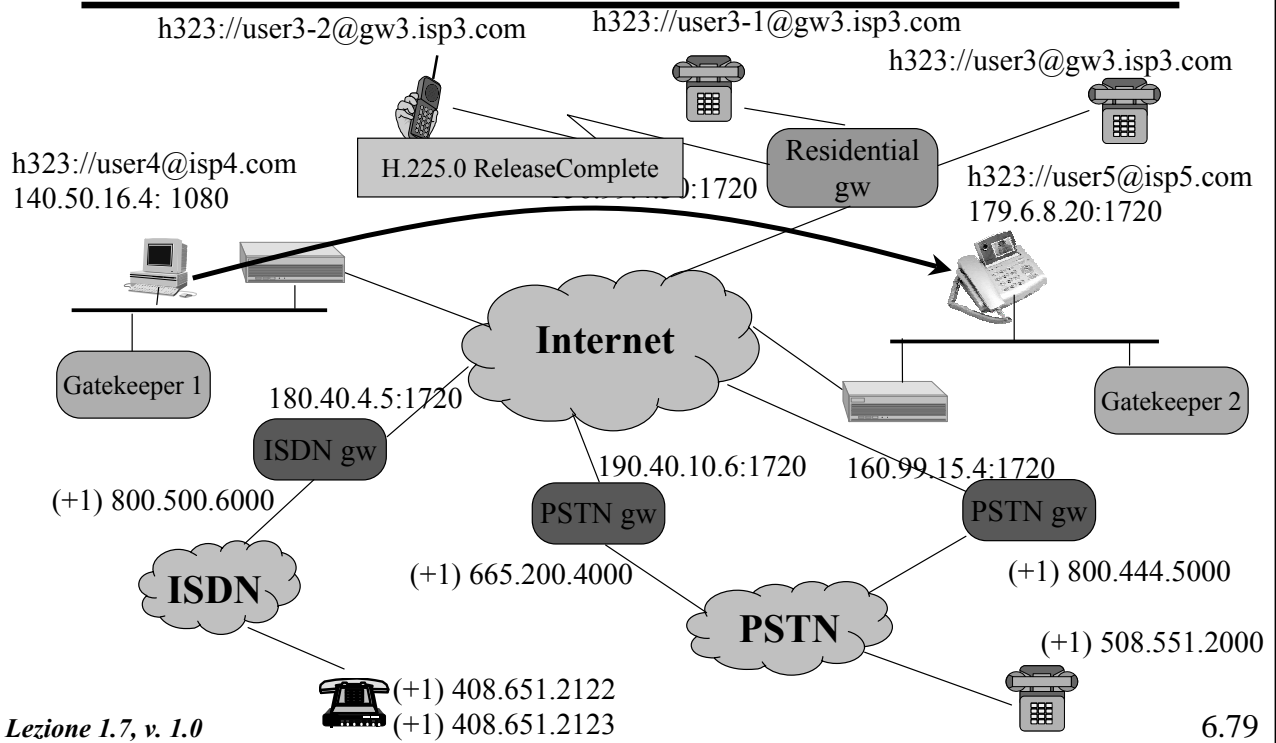 h323://user3-2@gw3.isp3.com
h323://user3-1@gw3.isp3.com
h323://user3@gw3.isp3.com
h323://user4@isp4.com
140.50.16.4: 1080
H.225.0 ReleaseComplete
0:1720
Residential
gw
h323://user5@isp5.com
179.6.8.20:1720
Internet
Gatekeeper 1
Gatekeeper 2
180.40.4.5:1720
ISDN gw
190.40.10.6:1720
160.99.15.4:1720
(+1) 800.500.6000
PSTN gw
PSTN gw
(+1) 665.200.4000
(+1) 800.444.5000
ISDN
PSTN
(+1) 508.551.2000
(+1) 408.651.2122
(+1) 408.651.2123
Lezione 1.7, v. 1.0
6.79